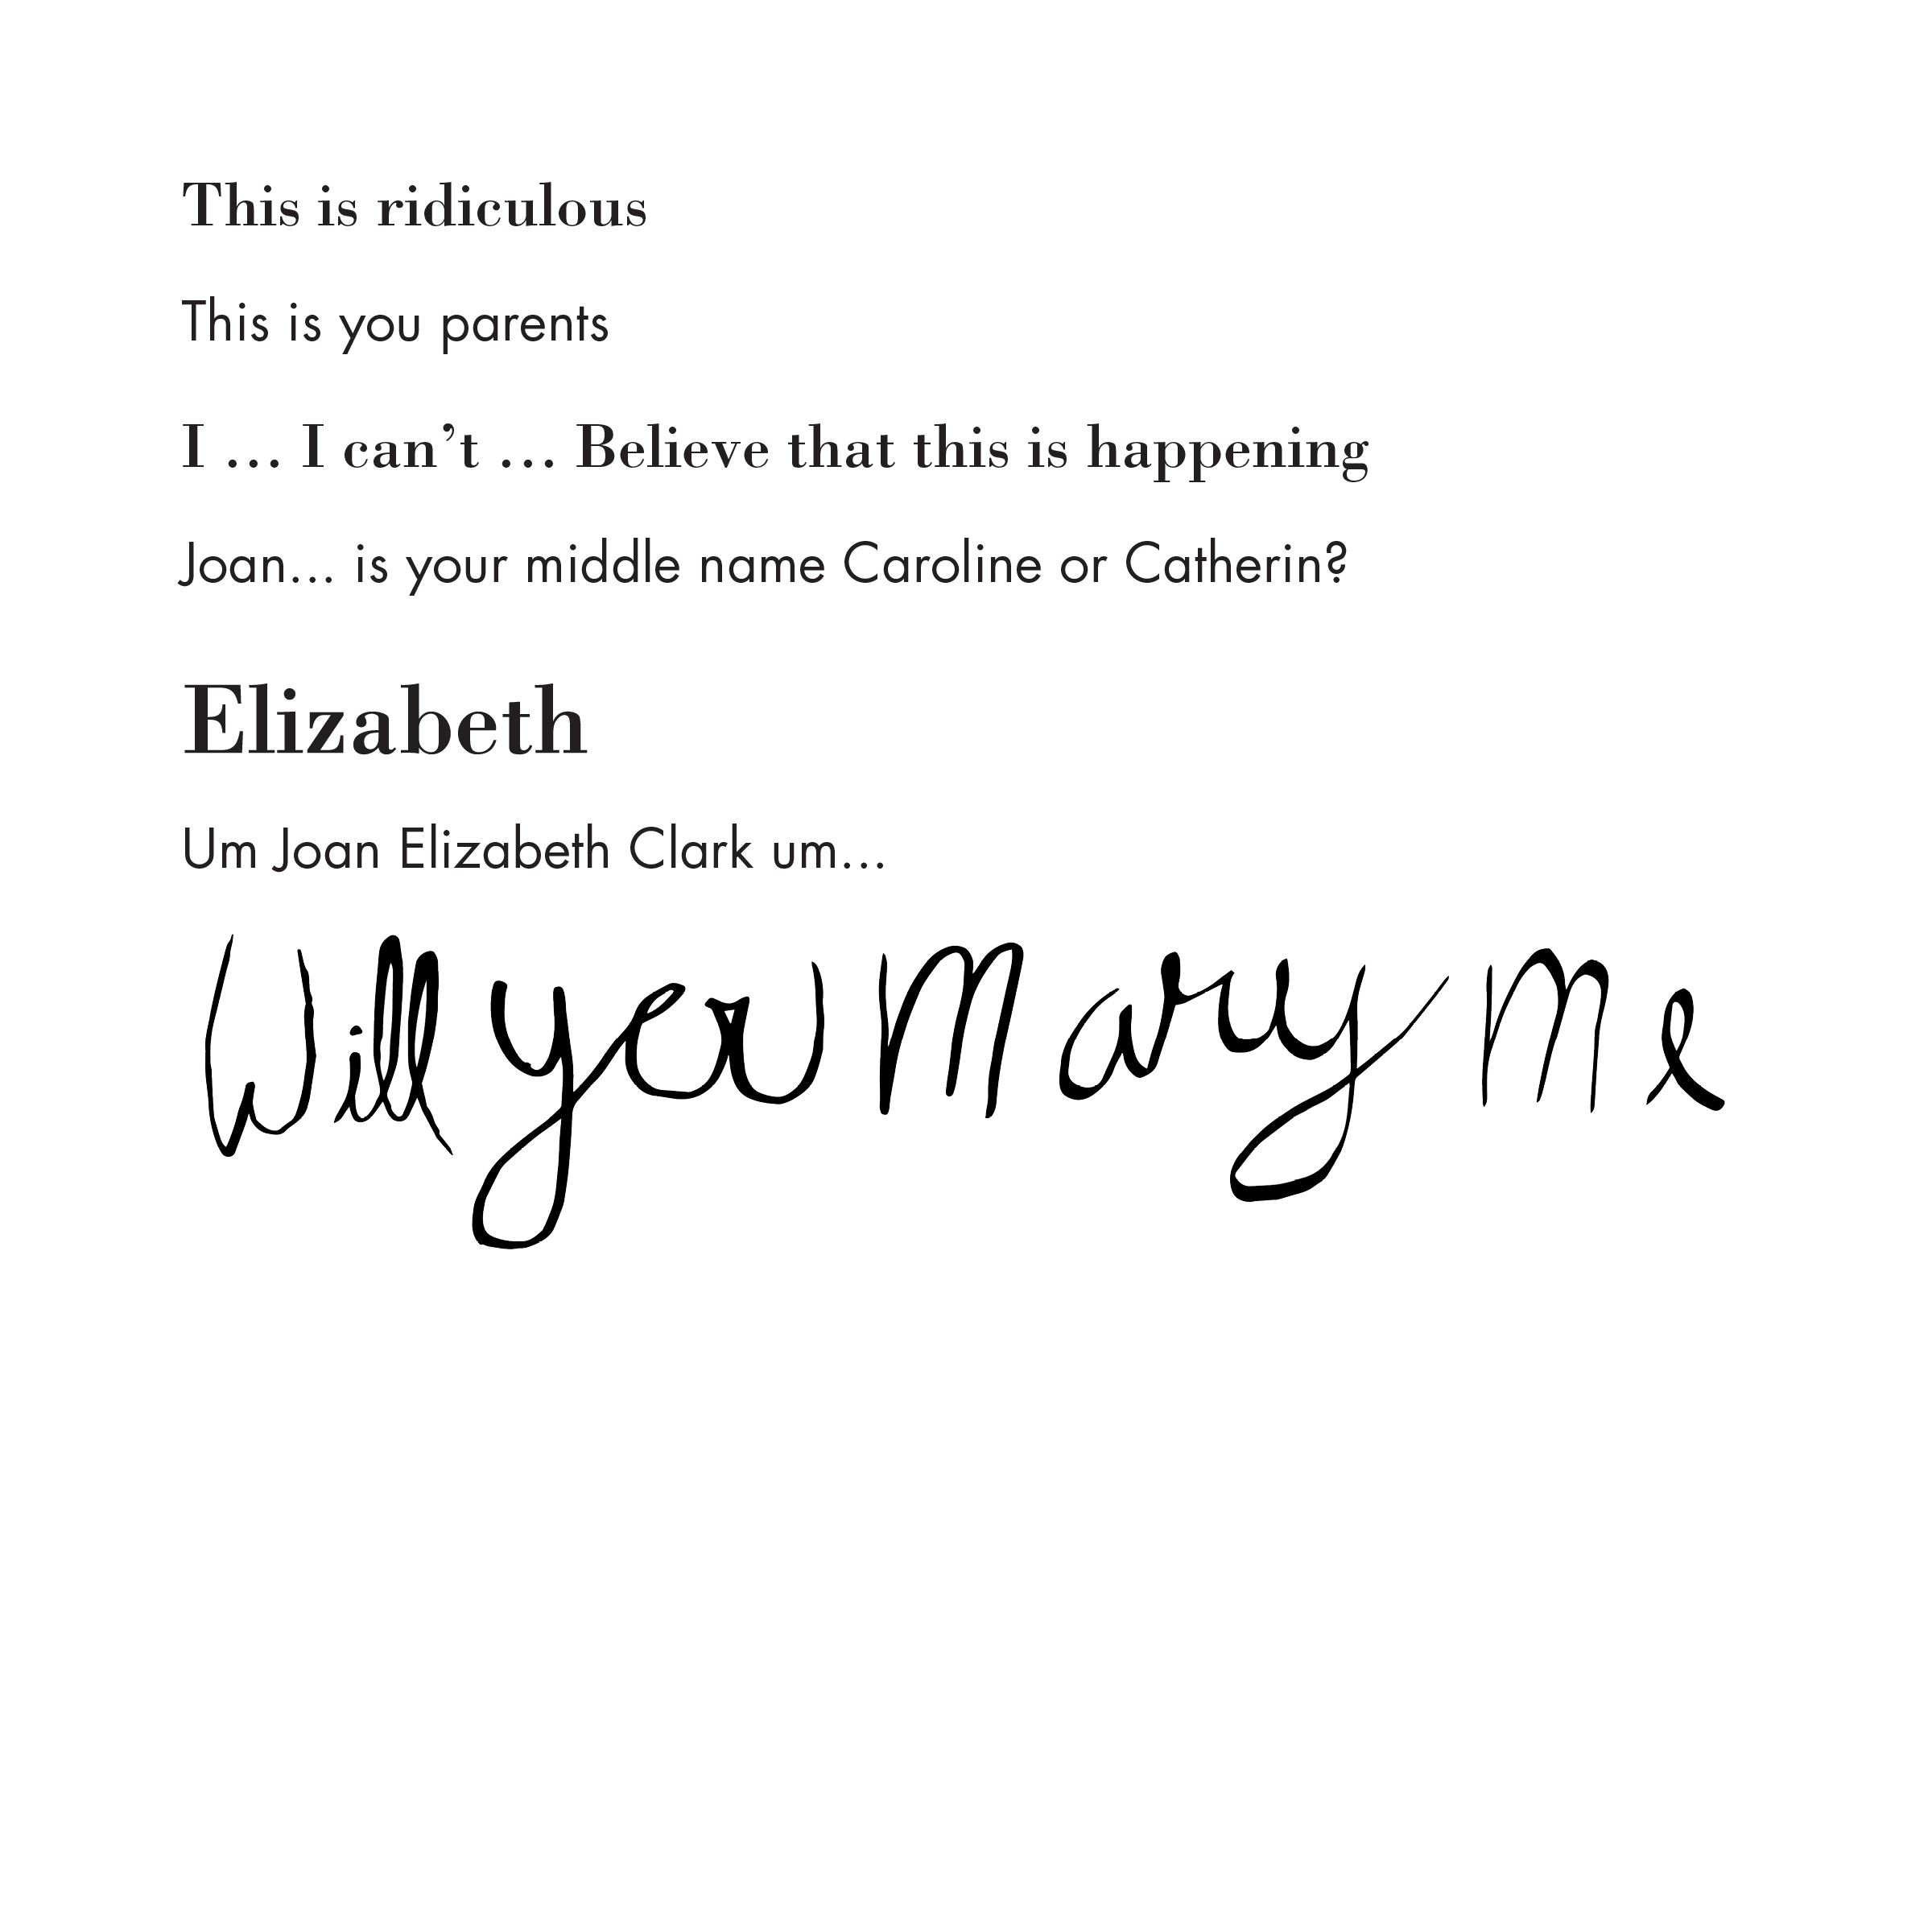 This is ridiculous
This is you parents
I ... I can’t ... Believe that this is happening
Joan... is your middle name Caroline or Catherin?
Elizabeth
Um Joan Elizabeth Clark um...
Will you Mary Me